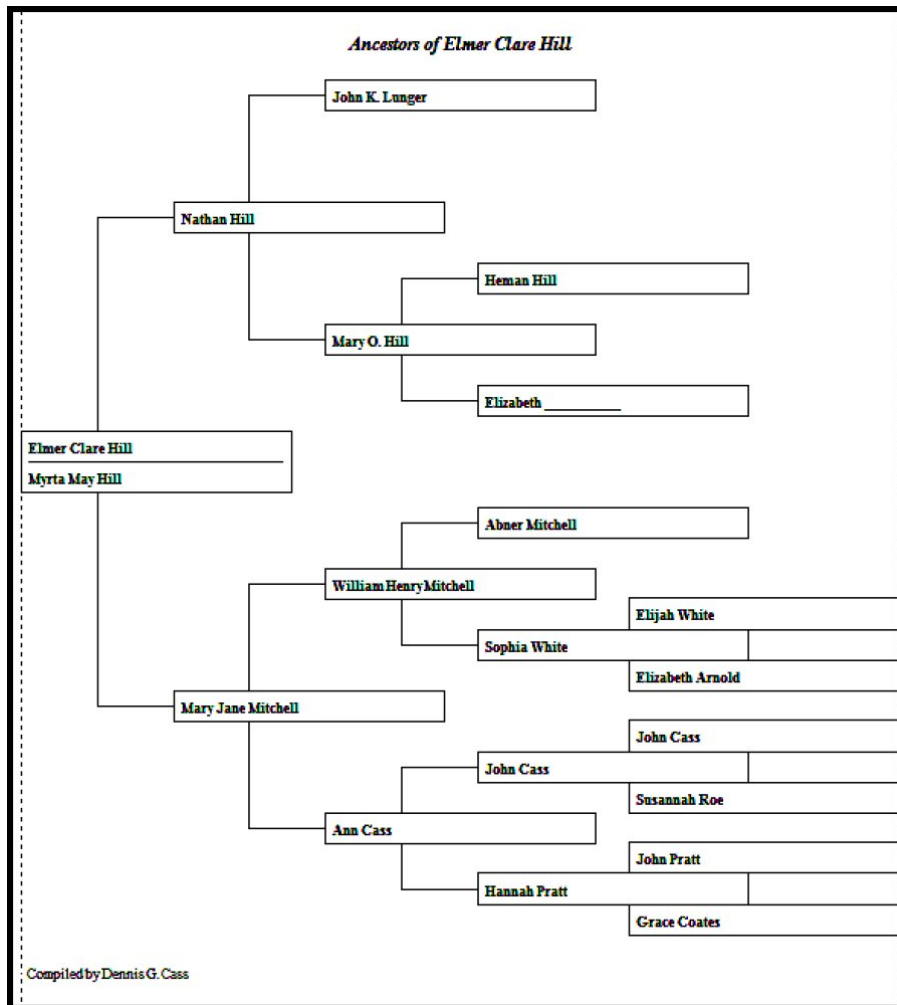 Ancestors of Elmer Clare Hill
John K. Lunger
Nathan Hill
Heman Hill
Mary O. Hill
Elizabeth __________
Elmer Clare Hill
Myrta May Hill
Abner Mitchell
William Henry Mitchell
Elijah White
Sophia White
Elizabeth Arnold
Mary Jane Mitchell
John Cass
John Cass
Susannah Roe
Ann Cass
John Pratt
Hannah Pratt
Grace Coates
Compiled by Dennis G. Cass